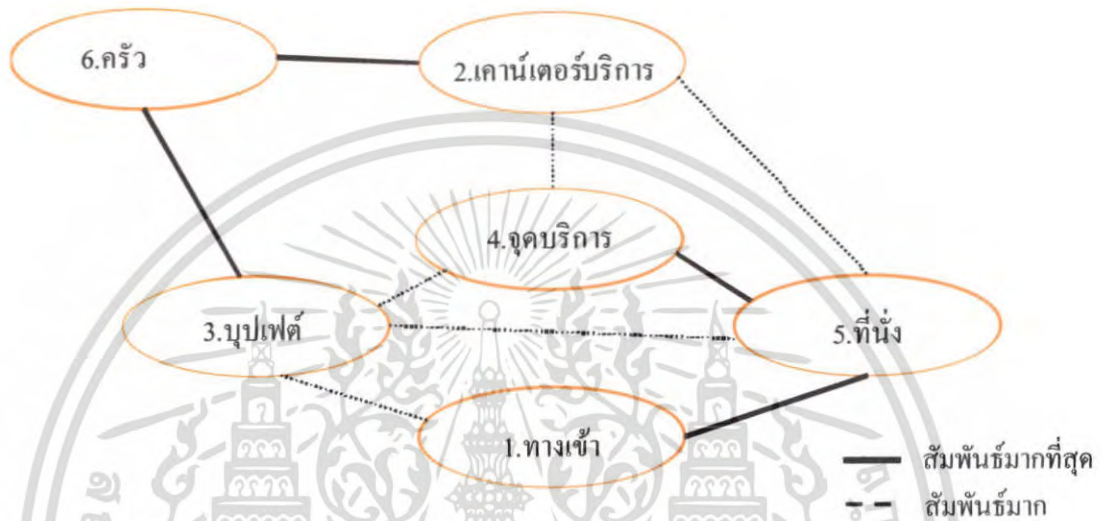 6.ครัว
2.เคาน์เตอร์บริการ
4.จุดบริการ
3.บุปเฟต์
5.ที่นั่ง
1.ทางเข้า
สัมพันธ์มากที่สุด
สัมพันธ์มาก